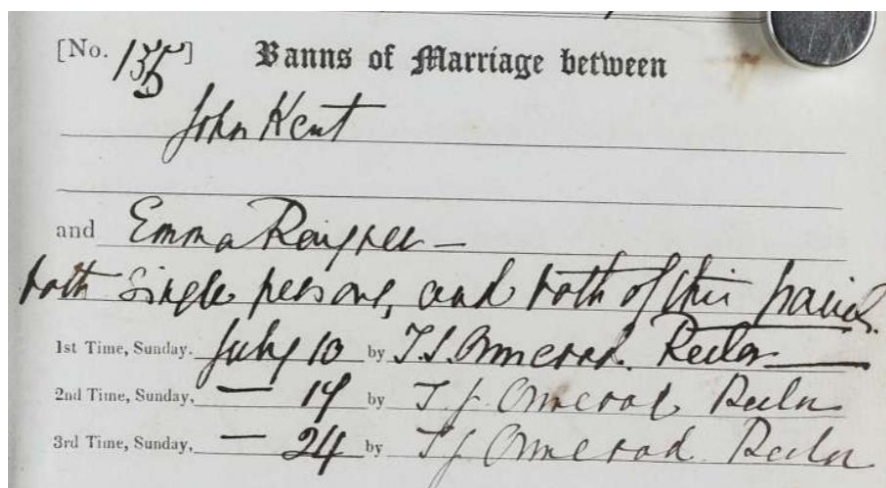 [No. 135] Banns of Marriage between
John Kent
and Emma –
both single persons, and both of this parish.
1st Time, Sunday. July 10 by T.J. Ormerod. Rector
2nd Time, Sunday, — 17 by T J Ormerod Rector
3rd Time, Sunday, — 24 by T J Ormerod Rector